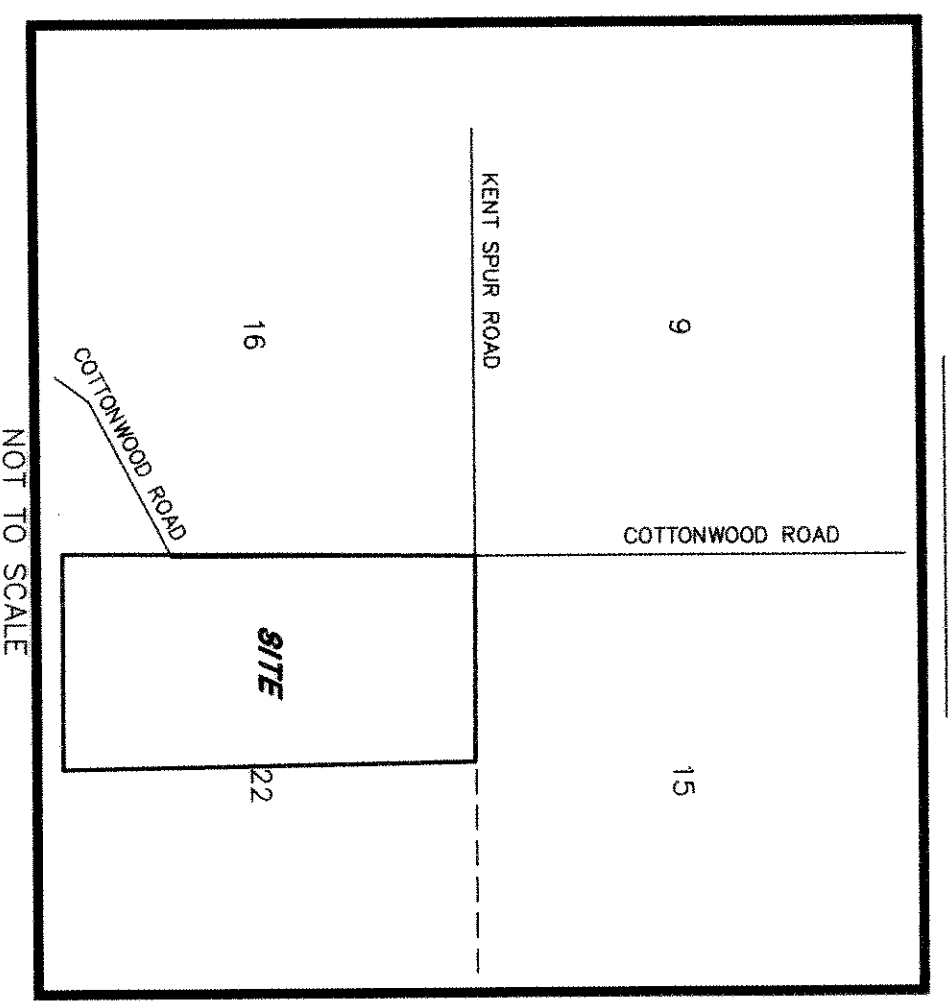 9
COTTONWOOD ROAD
15
KENT SPUR ROAD
16
COTTONWOOD ROAD
SITE
22
NOT TO SCALE